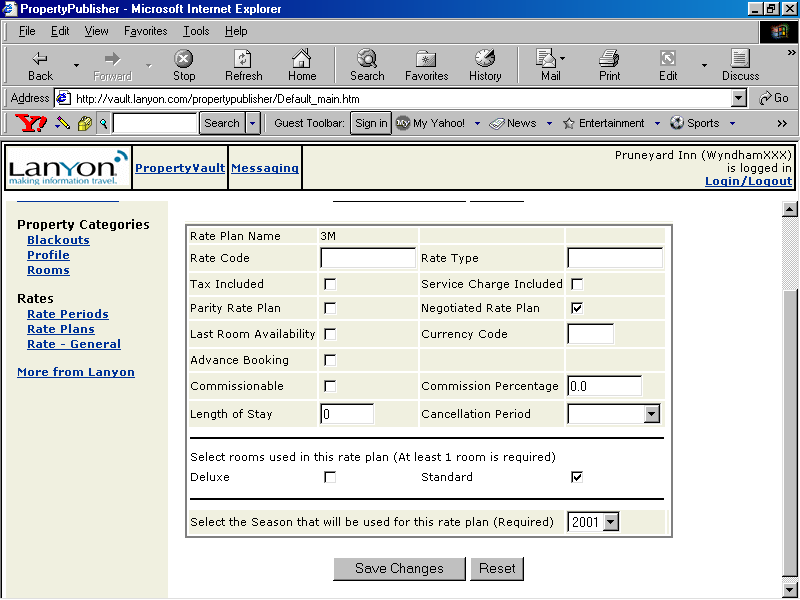 PropertyPublisher - Microsoft Internet Explorer
File Edit View Favorites Tools Help
Back Forward Stop Refresh Home Search Favorites History Mail Print Edit Discuss
Address http://vault.lanyon.com/propertypublisher/Default_main.htm Go
Y! Search Guest Toolbar: Sign in My My Yahoo! News Entertainment Sports
LANYON. PropertyVault Messaging
making information travel.
Pruneyard Inn (WyndhamXXX)
is logged in
Login/Logout
Property Categories
Blackouts
Profile
Rooms
Rates
Rate Periods
Rate Plans
Rate - General
More from Lanyon
Rate Plan Name 3M
Rate Code Rate Type
Tax Included Service Charge Included
Parity Rate Plan Negotiated Rate Plan
Last Room Availability Currency Code
Advance Booking
Commissionable Commission Percentage 0.0
Length of Stay 0 Cancellation Period
Select rooms used in this rate plan (At least 1 room is required)
Deluxe Standard
Select the Season that will be used for this rate plan (Required) 2001
Save Changes Reset